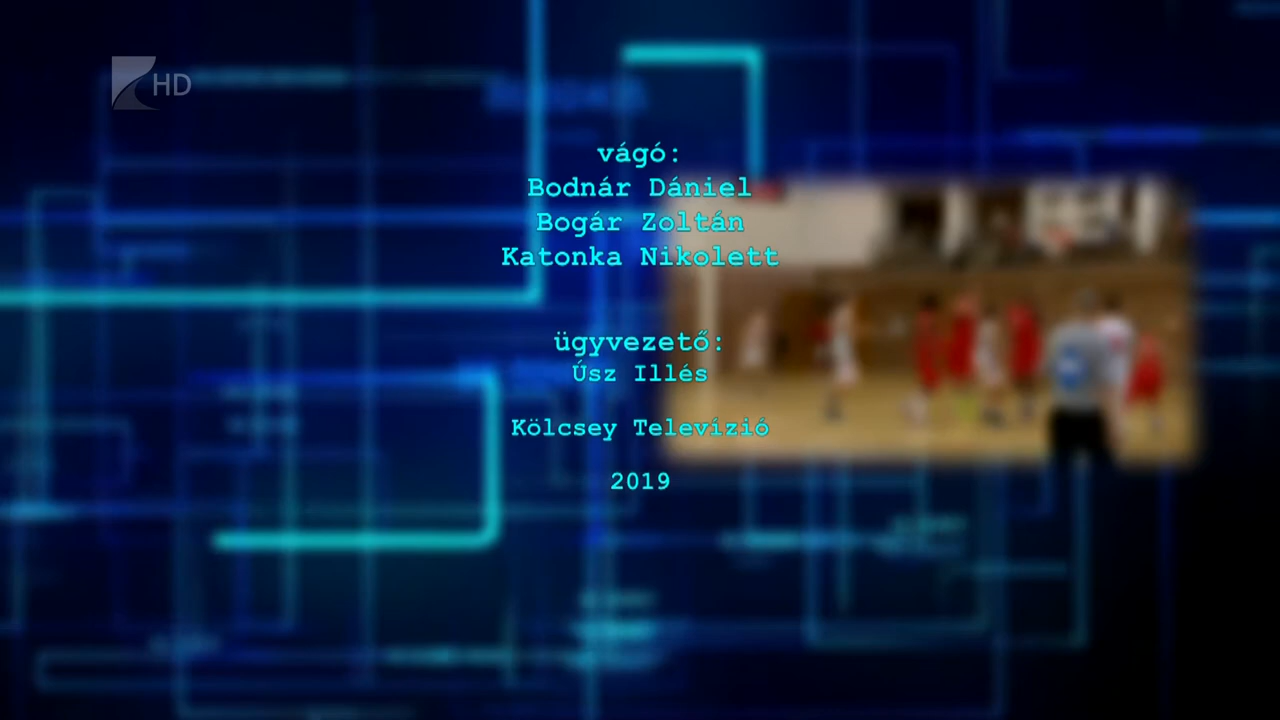 HD
vágó:
Bodnár Dániel
Bogár Zoltán
Katonka Nikolett
ügyvezető:
Úsz Illés
Kölcsey Televízió
2019